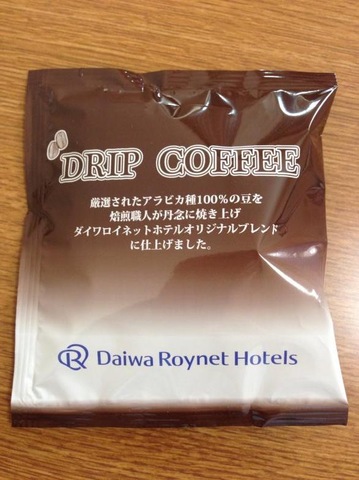 DRIP COFFEE
厳選されたアラビカ種100%の豆を
焙煎職人が丹念に焼き上げ
ダイワロイネットホテルオリジナルブレンド
に仕上げました。
Daiwa Roynet Hotels